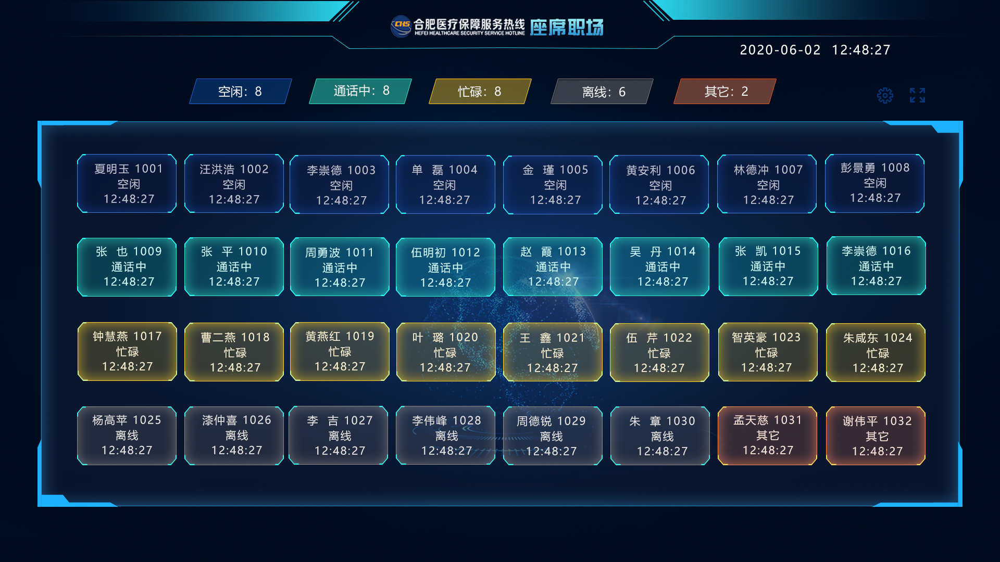 CHS 合肥医疗保障服务热线 座席职场
HEFEI HEALTHCARE SECURITY SERVICE HOTLINE
2020-06-02 12:48:27
空闲：8 通话中：8 忙碌：8 离线：6 其它：2
夏明玉 1001
空闲
12:48:27
汪洪浩 1002
空闲
12:48:27
李崇德 1003
空闲
12:48:27
单 磊 1004
空闲
12:48:27
金 瑾 1005
空闲
12:48:27
黄安利 1006
空闲
12:48:27
林德冲 1007
空闲
12:48:27
彭景勇 1008
空闲
12:48:27
张 也 1009
通话中
12:48:27
张 平 1010
通话中
12:48:27
周勇波 1011
通话中
12:48:27
伍明初 1012
通话中
12:48:27
赵 霞 1013
通话中
12:48:27
吴 丹 1014
通话中
12:48:27
张 凯 1015
通话中
12:48:27
李崇德 1016
通话中
12:48:27
钟慧燕 1017
忙碌
12:48:27
曹二燕 1018
忙碌
12:48:27
黄燕红 1019
忙碌
12:48:27
叶 璐 1020
忙碌
12:48:27
王 鑫 1021
忙碌
12:48:27
伍 芹 1022
忙碌
12:48:27
智英豪 1023
忙碌
12:48:27
朱咸东 1024
忙碌
12:48:27
杨高苹 1025
离线
12:48:27
漆仲喜 1026
离线
12:48:27
李 吉 1027
离线
12:48:27
李伟峰 1028
离线
12:48:27
周德锐 1029
离线
12:48:27
朱 章 1030
离线
12:48:27
孟天慈 1031
其它
12:48:27
谢伟平 1032
其它
12:48:27